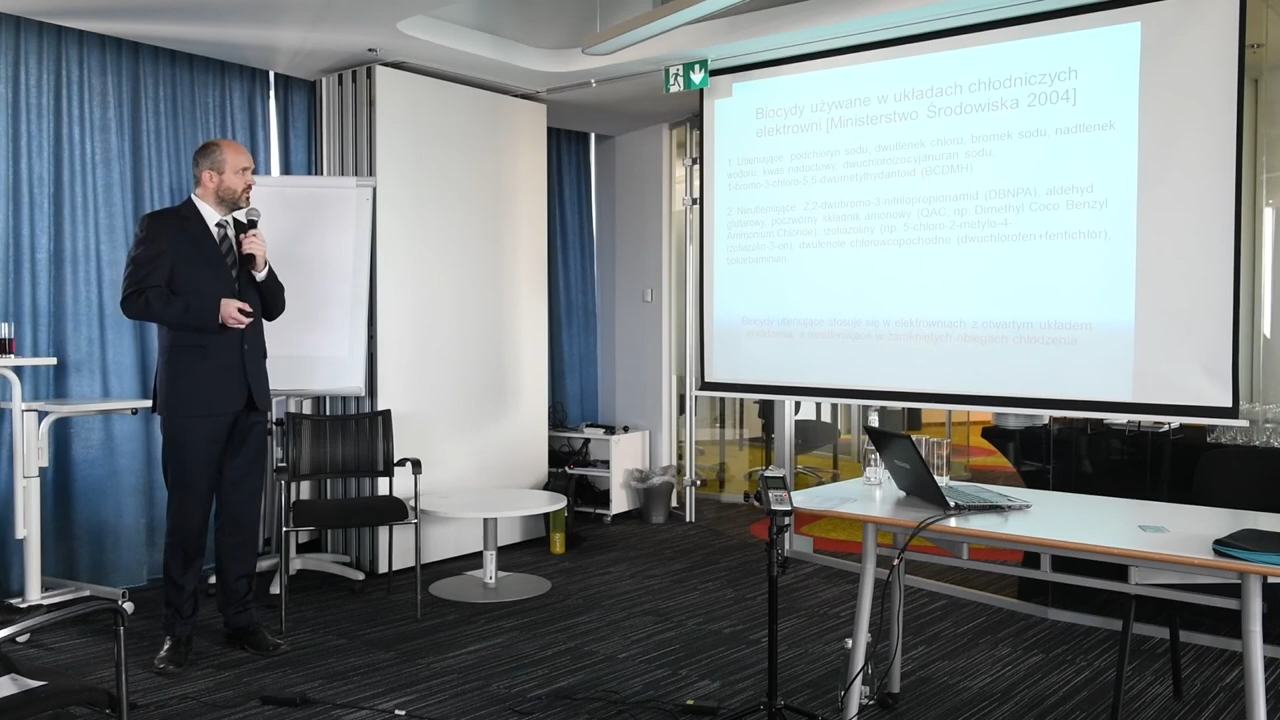 Biocydy używane w układach chłodniczych
elektrowni [Ministerstwo Środowiska 2004]
1. Utleniające: podchloryn sodu, dwutlenek chloru, bromek sodu, nadtlenek
wodoru, kwas nadoctowy, dwuchloroizocyjanuran sodu,
1-bromo-3-chloro-5,5-dwumetylhydantoid (BCDMH)
2. Nieutleniające: 2,2-dwubromo-3-nitrilopropionamid (DBNPA), aldehyd
glutarowy, poczwórny składnik amonowy (QAC, np. Dimethyl Coco Benzyl
Ammonium Chloride), izotiazoliny (np. 5-chloro-2-metylo-4-
izotiazolin-3-on), dwufenole chlorowcopochodne (dwuchlorofen+fentichlor),
tiokarbaminian
Biocydy utleniające stosuje się w elektrowniach z otwartym układem
chłodzenia, a nieutleniające w zamkniętych obiegach chłodzenia